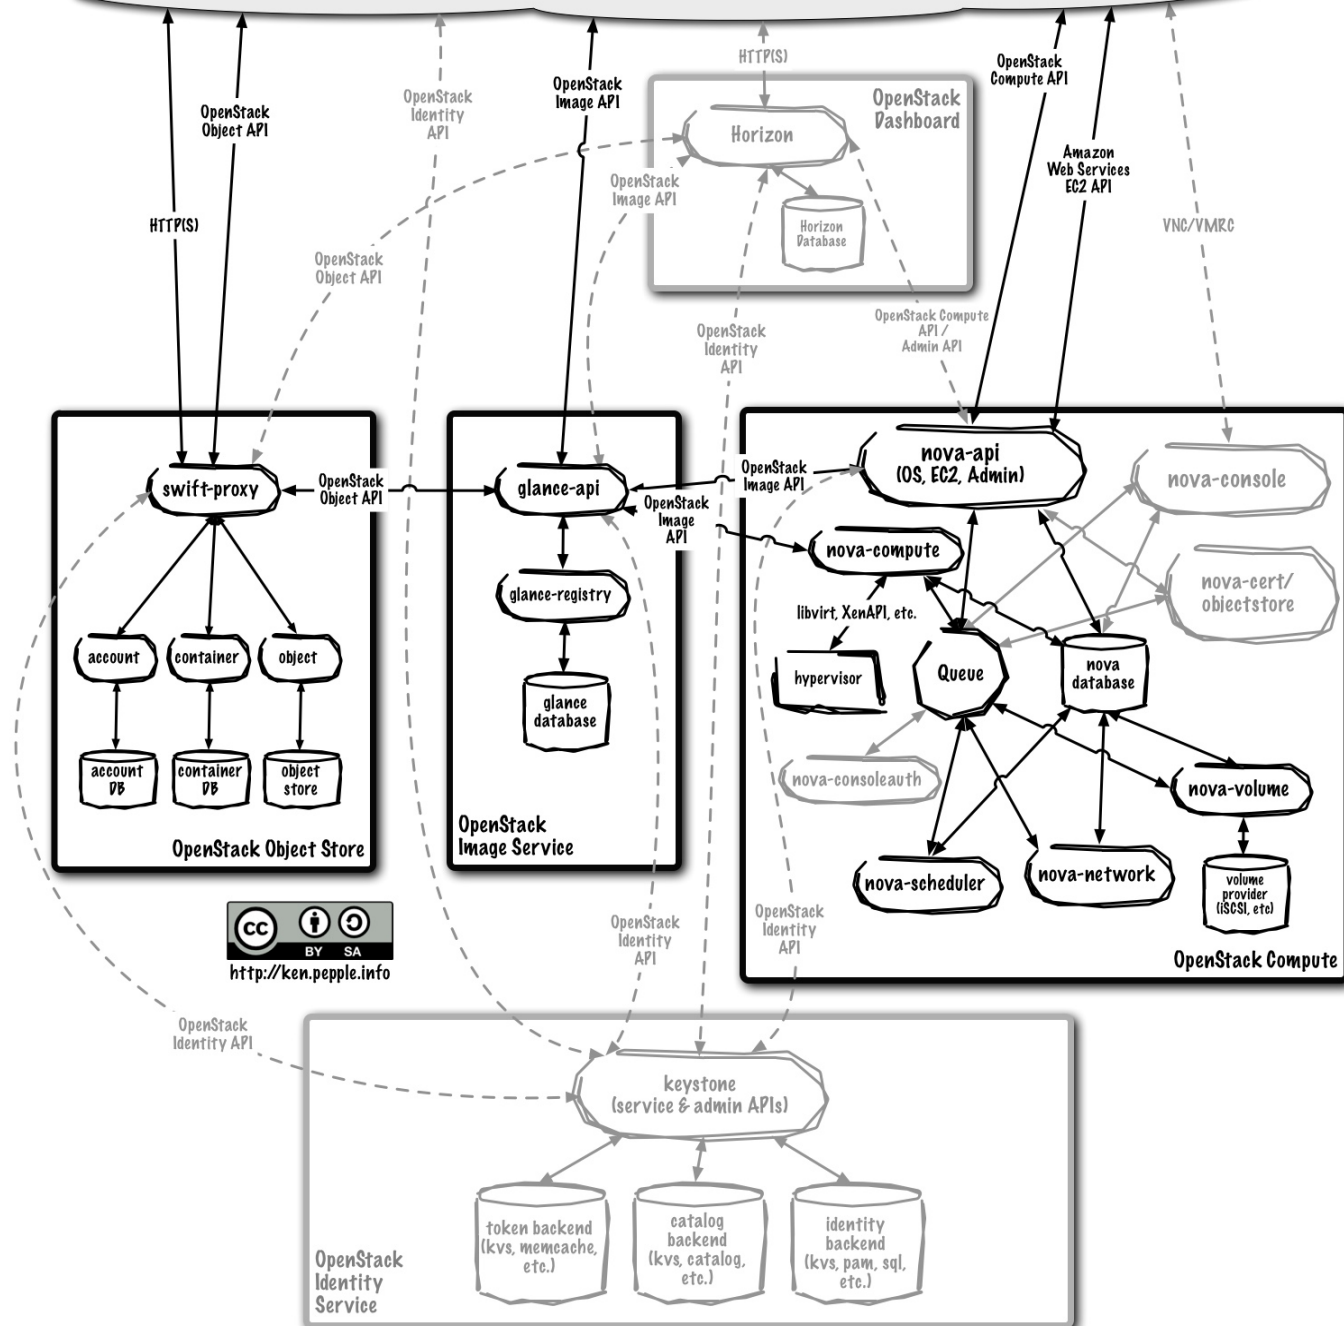 HTTP(S)
OpenStack
Object API
OpenStack
Identity
API
OpenStack
Image API
HTTP(S)
OpenStack
Dashboard
Horizon
Horizon
Database
OpenStack
Compute API
Amazon
Web Services
EC2 API
VNC/VMRC
OpenStack
Image API
OpenStack
Object API
OpenStack
Identity
API
OpenStack Compute
API /
Admin API
swift-proxy
OpenStack
Object API
account
container
object
account
DB
container
DB
object
store
OpenStack Object Store
glance-api
glance-registry
glance
database
OpenStack
Image Service
OpenStack
Image API
OpenStack
Image
API
nova-api
(OS, EC2, Admin)
nova-console
nova-compute
nova-cert/
objectstore
libvirt, XenAPI, etc.
hypervisor
Queue
nova
database
nova-consoleauth
nova-volume
nova-scheduler
nova-network
volume
provider
(iSCSI, etc)
OpenStack Compute
cc
BY SA
http://ken.pepple.info
OpenStack
Identity
API
OpenStack
Identity
API
OpenStack
Identity API
keystone
(service & admin APIs)
token backend
(kvs, memcache,
etc.)
catalog
backend
(kvs, catalog,
etc.)
identity
backend
(kvs, pam, sql,
etc.)
OpenStack
Identity
Service